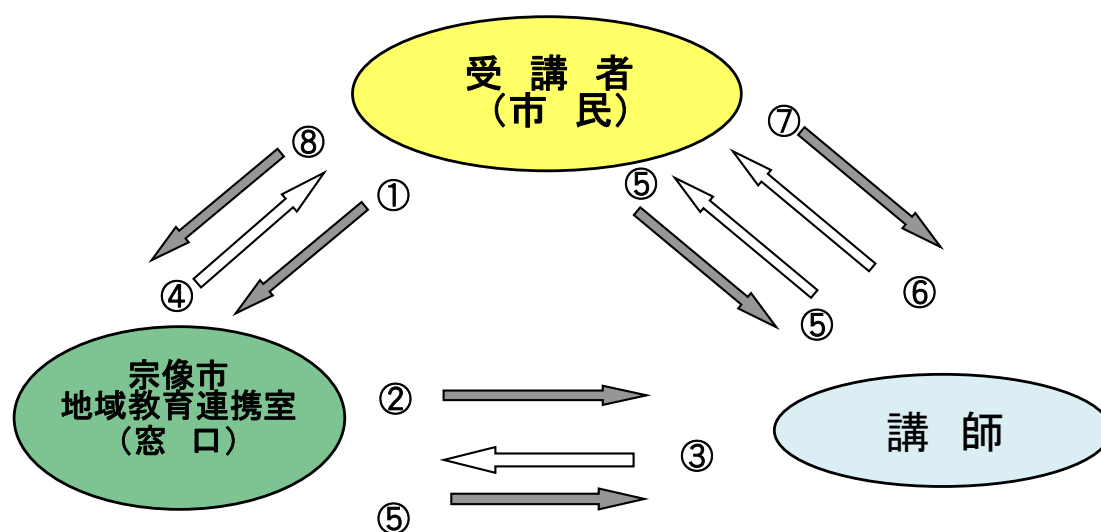 受 講 者
(市 民)
⑧
⑦
①
⑤
④
⑥
⑤
宗像市
地域教育連携室
(窓 口)
②
講 師
③
⑤